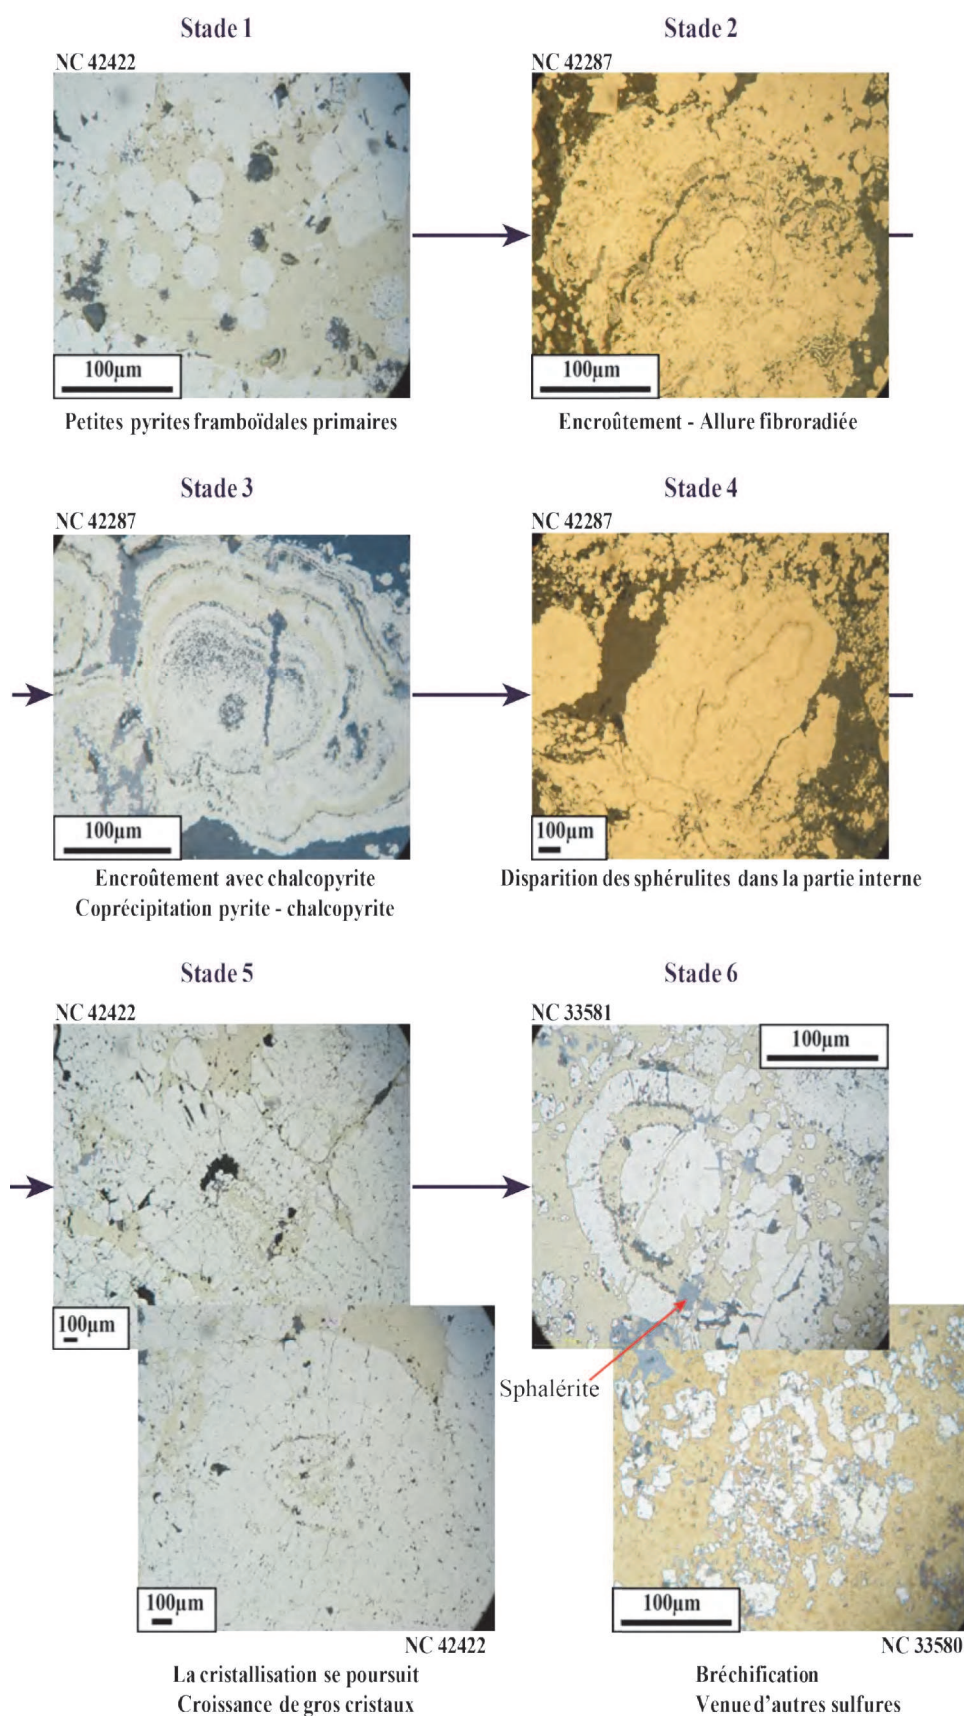 Stade 1
Stade 2
NC 42422
NC 42287
100µm
100µm
Petites pyrites framboïdales primaires
Encroûtement - Allure fibroradiée
Stade 3
Stade 4
NC 42287
NC 42287
100µm
100µm
Encroûtement avec chalcopyrite
Coprécipitation pyrite - chalcopyrite
Disparition des sphérulites dans la partie interne
Stade 5
Stade 6
NC 42422
NC 33581
100µm
100µm
Sphalérite
100µm
100µm
NC 42422
NC 33580
La cristallisation se poursuit
Croissance de gros cristaux
Bréchification
Venue d'autres sulfures